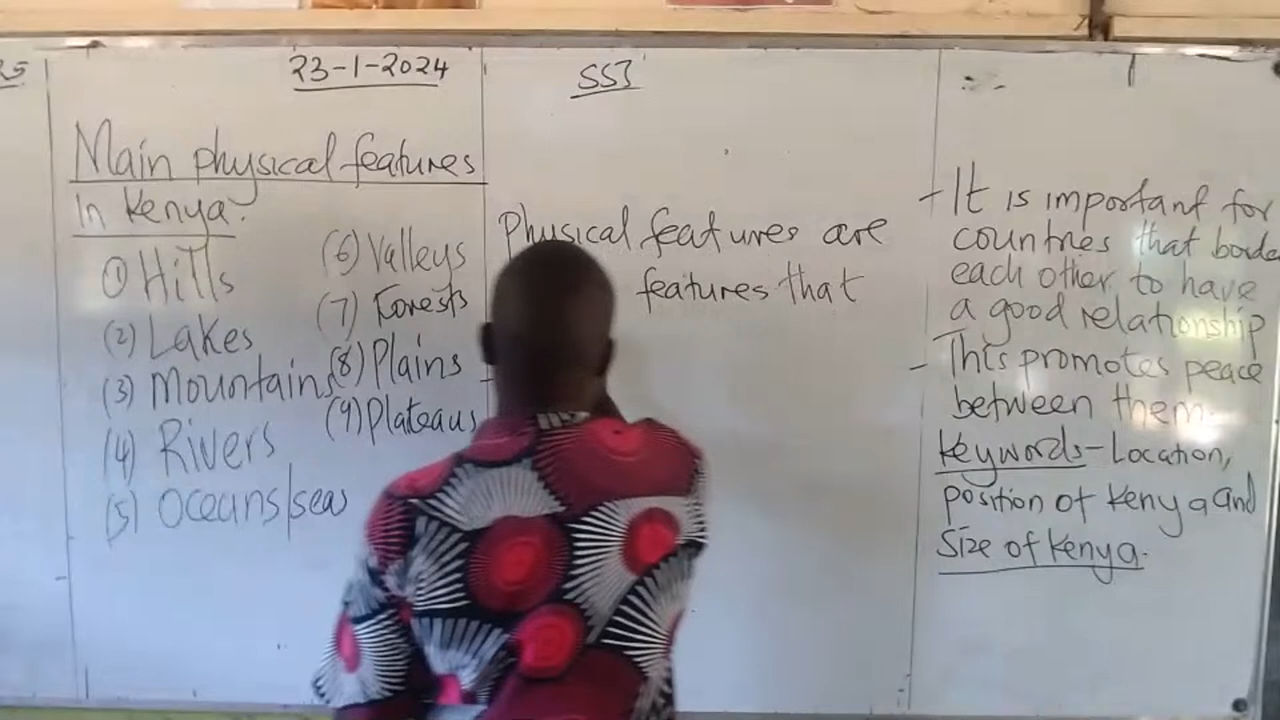 23-1-2024
SST
Main physical features
In Kenya.
(1) Hills
(2) Lakes
(3) Mountains
(4) Rivers
(5) Oceans/seas
(6) Valleys
(7) Forests
(8) Plains
(9) Plateaus
Physical features are
features that
- It is important for
countries that border
each other to have
a good relationship
- This promotes peace
between them.
Keywords - Location,
position of Kenya and
Size of Kenya.